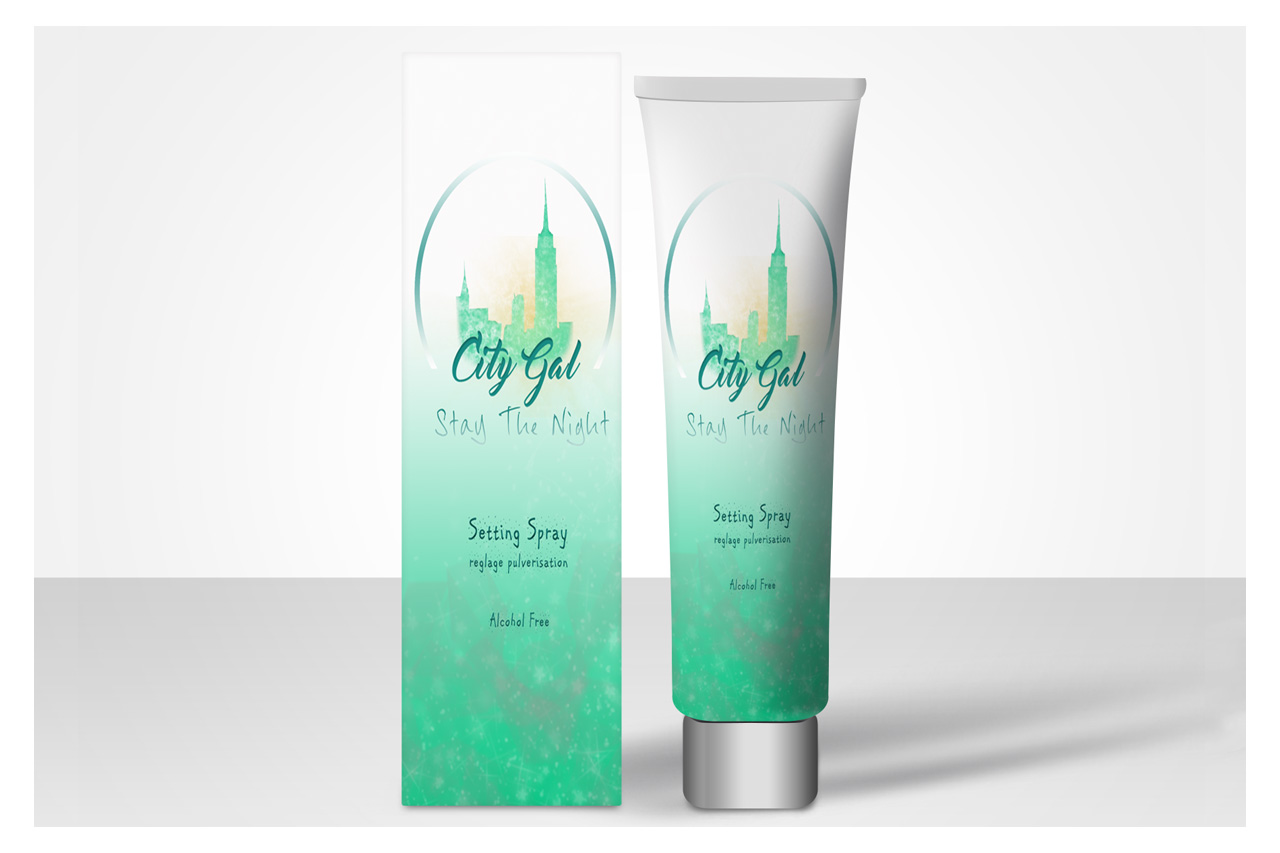 City Gal
Stay The Night
Setting Spray
reglage pulverisation
Alcohol Free
City Gal
Stay The Night
Setting Spray
reglage pulverisation
Alcohol Free